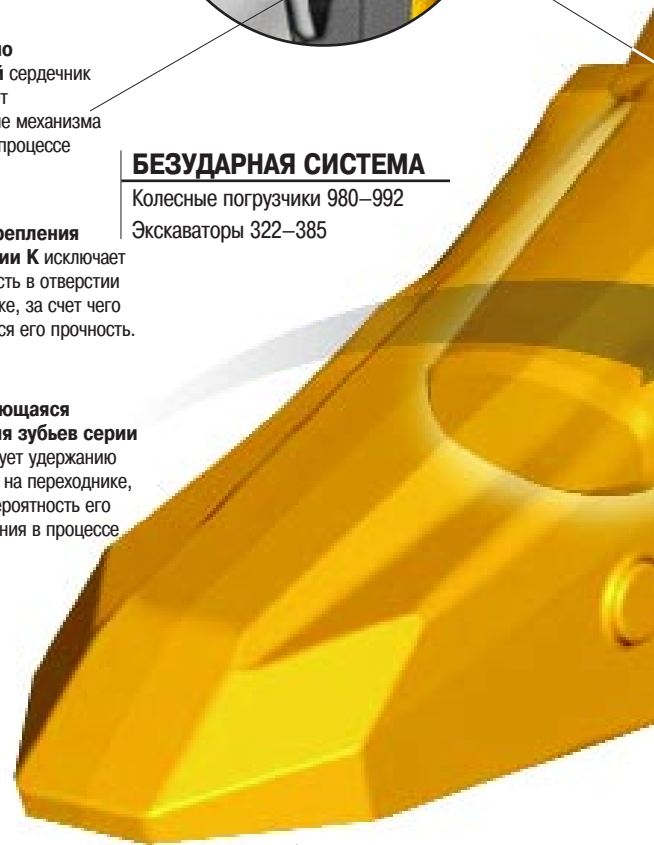 й сердечник
механизма
процессе
БЕЗУДАРНАЯ СИСТЕМА
Колесные погрузчики 980–992
Экскаваторы 322–385
репления
ии К исключает
сть в отверстии
ке, за счет чего
ся его прочность.
ющаяся
ия зубьев серии
ует удержанию
на переходнике,
ероятность его
ния в процессе